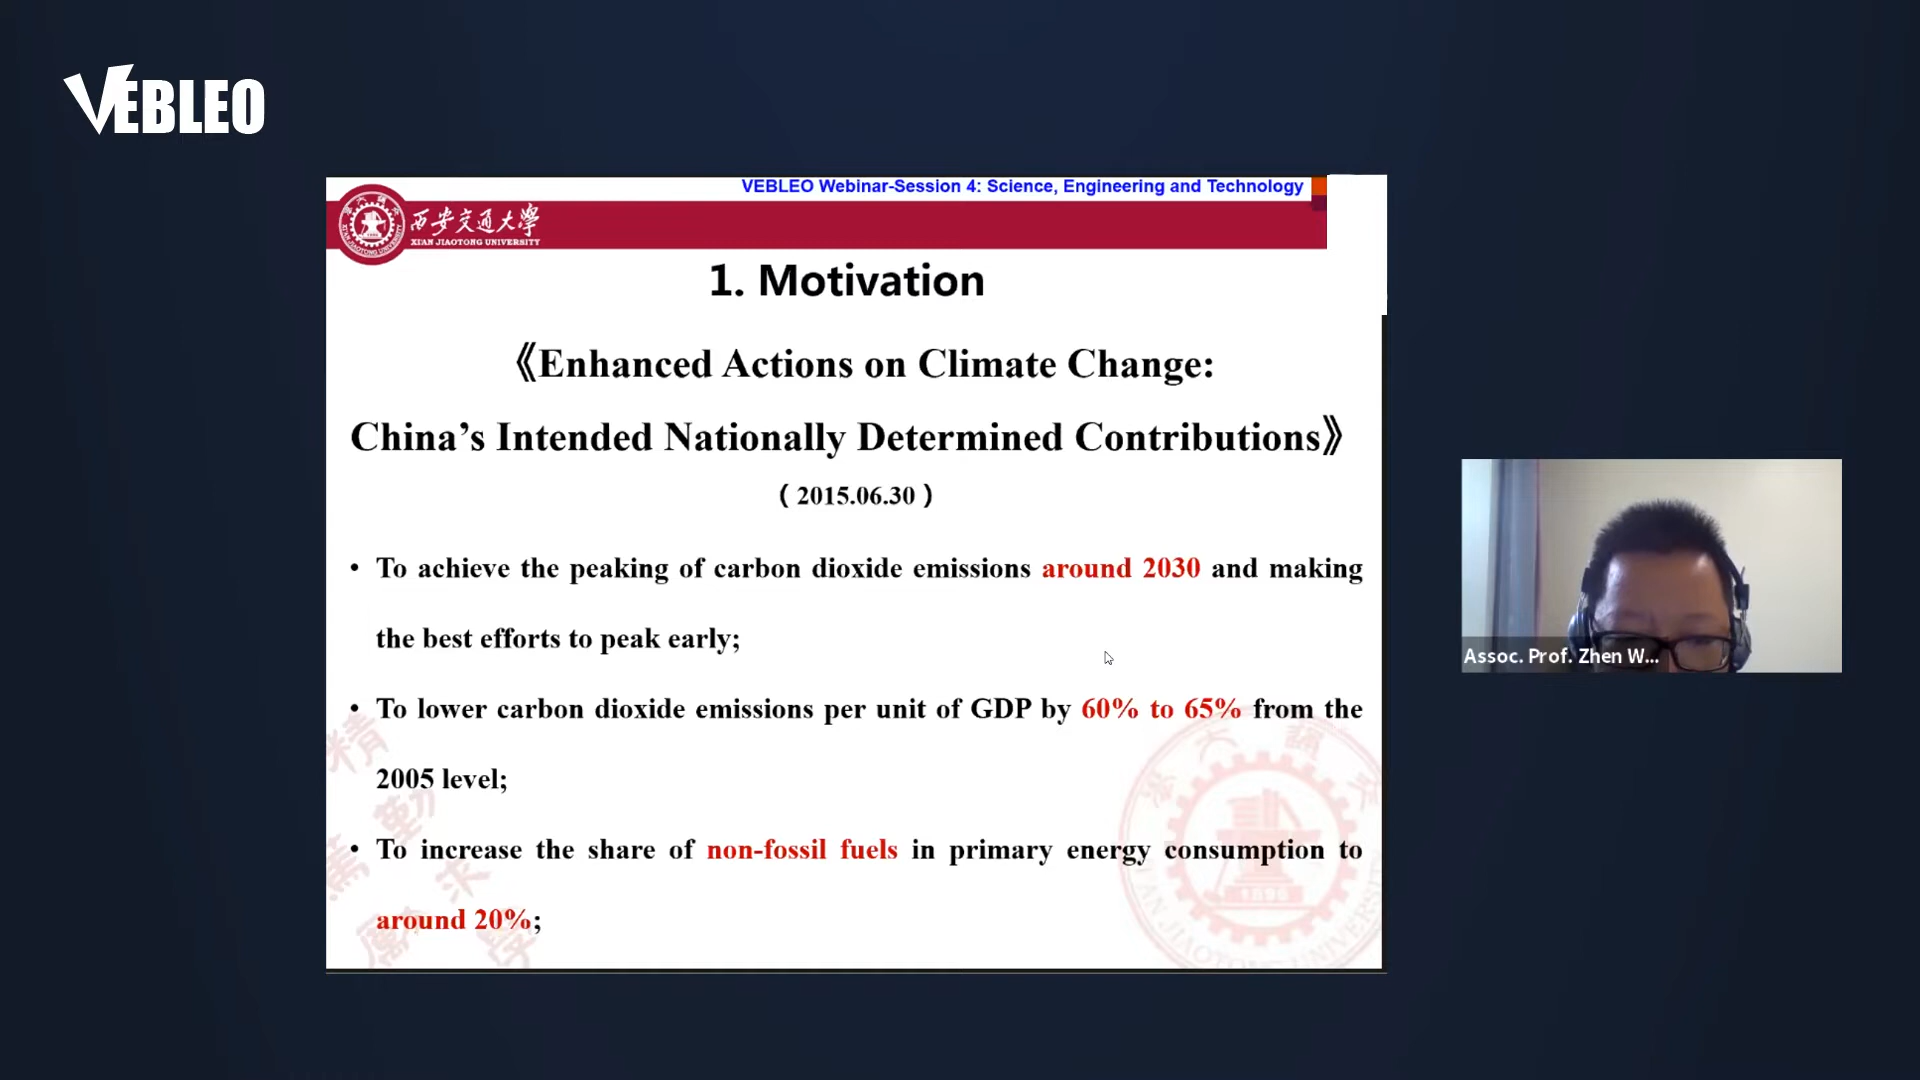 VEBLEO
VEBLEO Webinar-Session 4: Science, Engineering and Technology
西安交通大学
XI'AN JIAOTONG UNIVERSITY
1. Motivation
《Enhanced Actions on Climate Change:
China’s Intended Nationally Determined Contributions》
( 2015.06.30 )
• To achieve the peaking of carbon dioxide emissions around 2030 and making
the best efforts to peak early;
• To lower carbon dioxide emissions per unit of GDP by 60% to 65% from the
2005 level;
• To increase the share of non-fossil fuels in primary energy consumption to
around 20%;
Assoc. Prof. Zhen W...